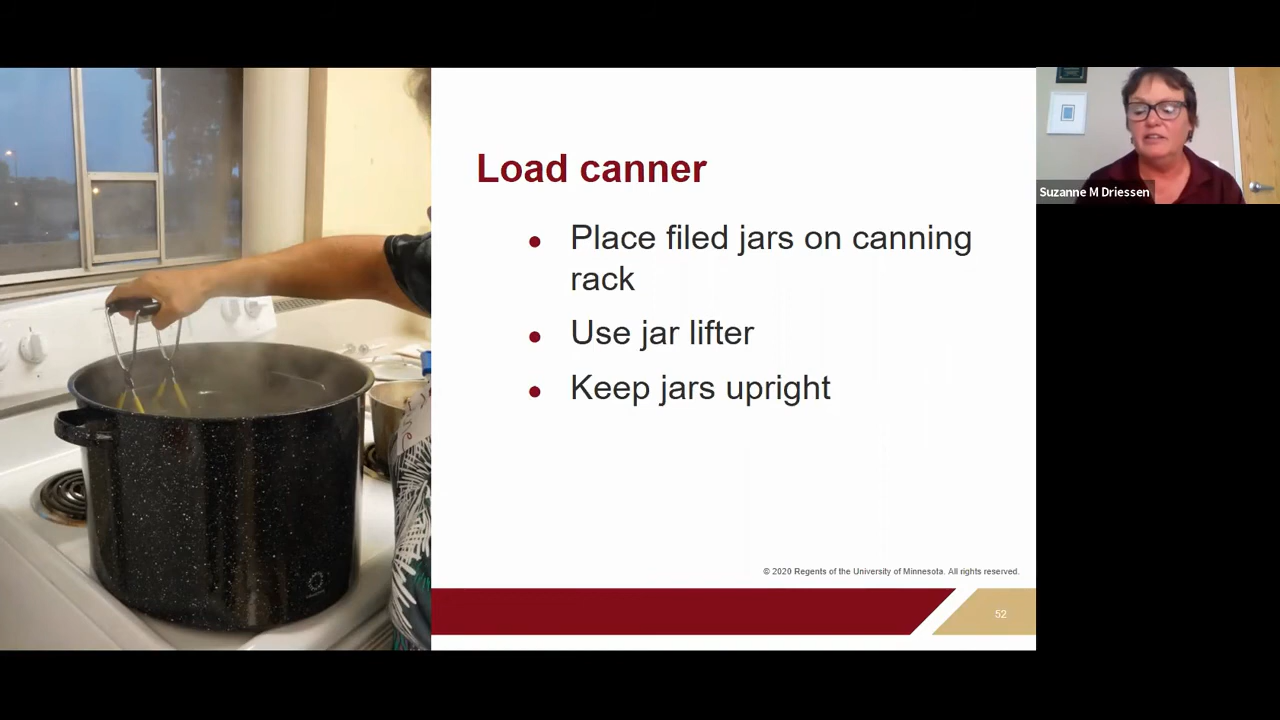 Load canner
Place filed jars on canning
rack
Use jar lifter
Keep jars upright
© 2020 Regents of the University of Minnesota. All rights reserved.
52
Suzanne M Driessen